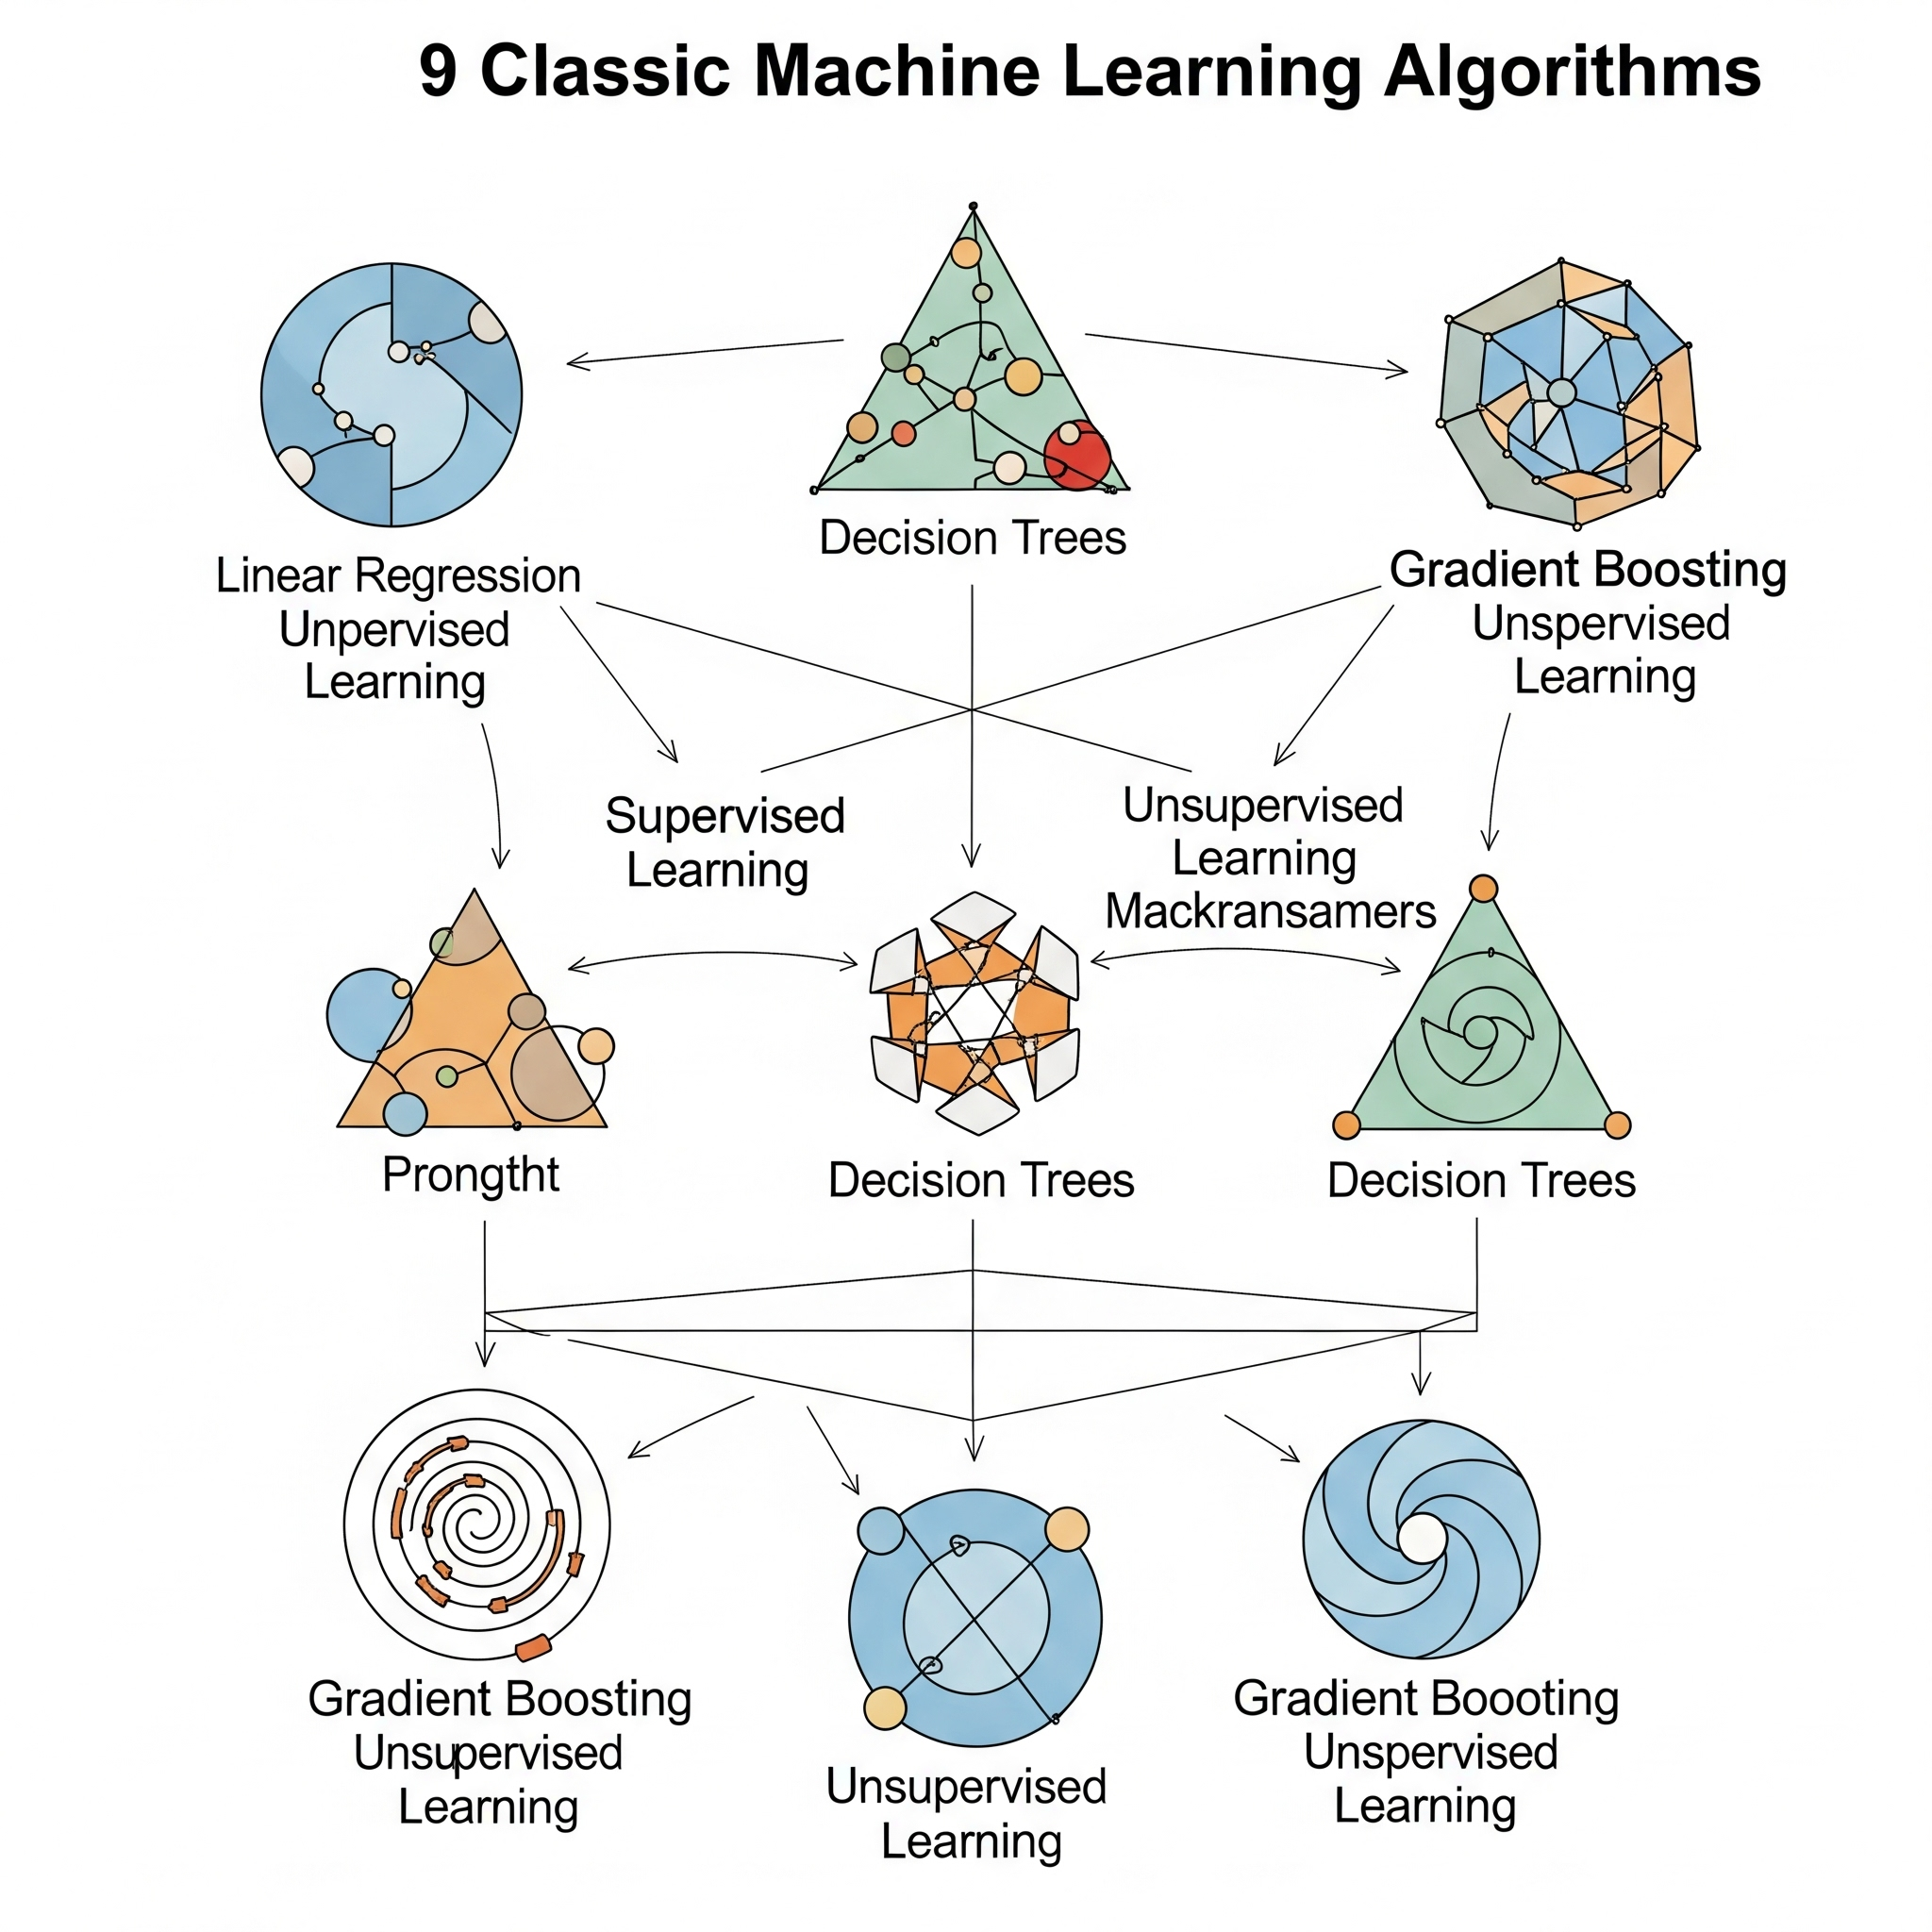 9 Classic Machine Learning Algorithms
Decision Trees
Linear Regression
Unpervised
Learning
Gradient Boosting
Unspervised
Learning
Supervised
Learning
Unsupervised
Learning
Mackransamers
Prongtht
Decision Trees
Decision Trees
Gradient Boosting
Unsupervised
Learning
Unsupervised
Learning
Gradient Boooting
Unspervised
Learning